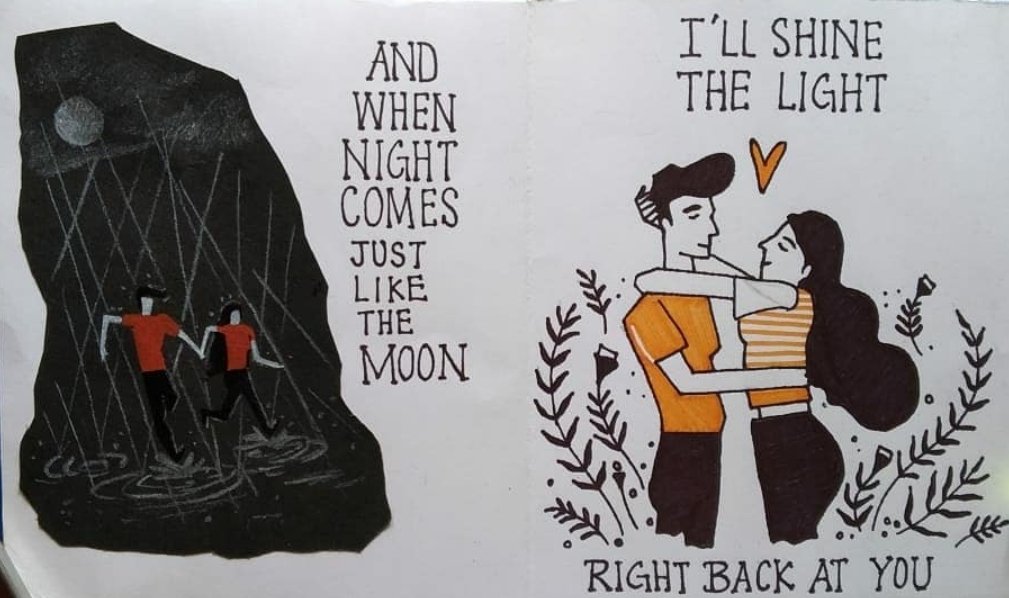 AND
WHEN
NIGHT
COMES
JUST
LIKE
THE
MOON
I'LL SHINE
THE LIGHT
RIGHT BACK AT YOU